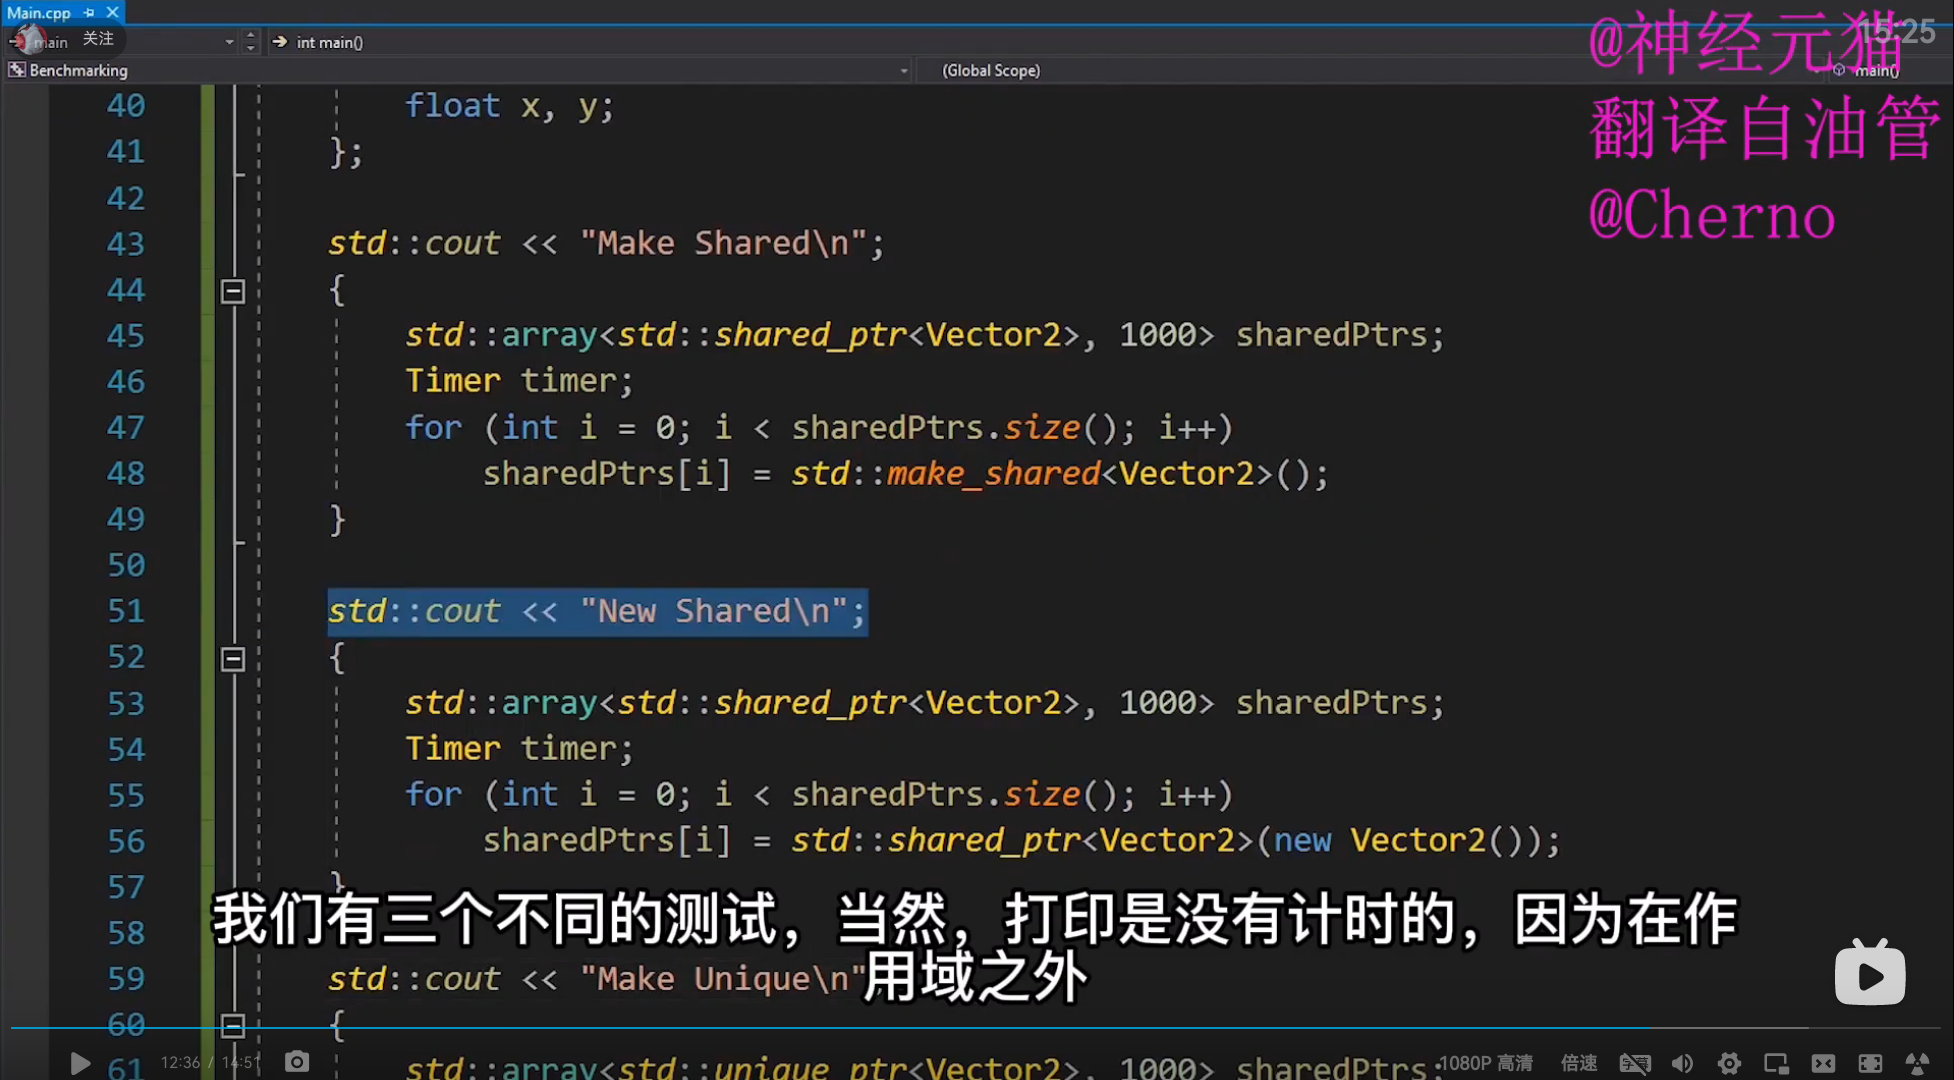 Main.cpp
main 关注 int main() 15:25
Benchmarking (Global Scope) main()
@神经元猫
翻译自油管
@Cherno
40 float x, y;
41 };
42
43 std::cout << "Make Shared\n";
44 {
45 std::array<std::shared_ptr<Vector2>, 1000> sharedPtrs;
46 Timer timer;
47 for (int i = 0; i < sharedPtrs.size(); i++)
48 sharedPtrs[i] = std::make_shared<Vector2>();
49 }
50
51 std::cout << "New Shared\n";
52 {
53 std::array<std::shared_ptr<Vector2>, 1000> sharedPtrs;
54 Timer timer;
55 for (int i = 0; i < sharedPtrs.size(); i++)
56 sharedPtrs[i] = std::shared_ptr<Vector2>(new Vector2());
57 }
我们有三个不同的测试，当然，打印是没有计时的，因为在作
58
59 std::cout << "Make Unique\n"
用域之外
60 {
61 std::array<std::unique_ptr<Vector2>, 1000> sharedPtrs;
12:36 / 14:51 1080P 高清 倍速 字幕